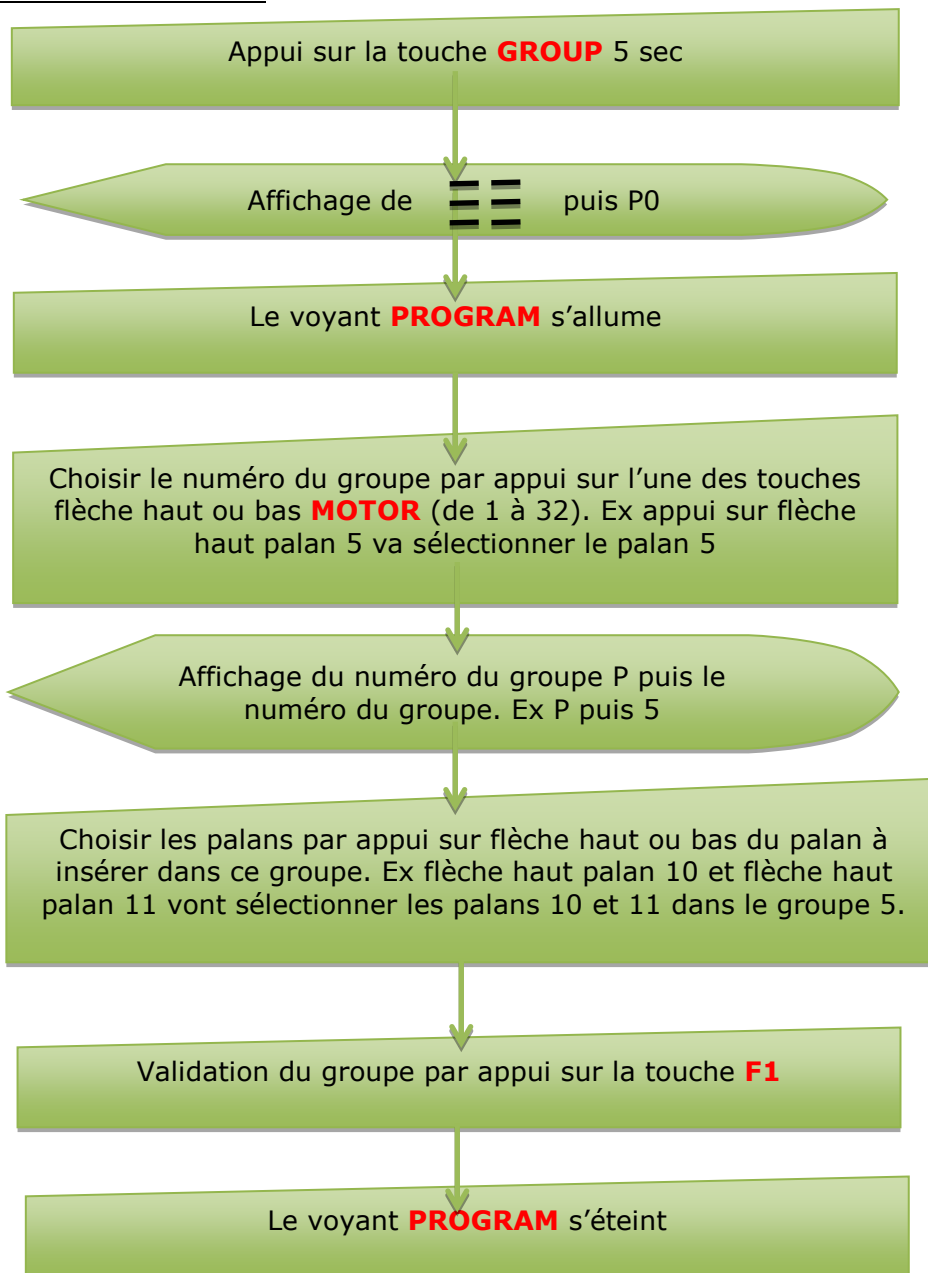 Appui sur la touche GROUP 5 sec
Affichage de puis P0
Le voyant PROGRAM s’allume
Choisir le numéro du groupe par appui sur l’une des touches
flèche haut ou bas MOTOR (de 1 à 32). Ex appui sur flèche
haut palan 5 va sélectionner le palan 5
Affichage du numéro du groupe P puis le
numéro du groupe. Ex P puis 5
Choisir les palans par appui sur flèche haut ou bas du palan à
insérer dans ce groupe. Ex flèche haut palan 10 et flèche haut
palan 11 vont sélectionner les palans 10 et 11 dans le groupe 5.
Validation du groupe par appui sur la touche F1
Le voyant PROGRAM s’éteint